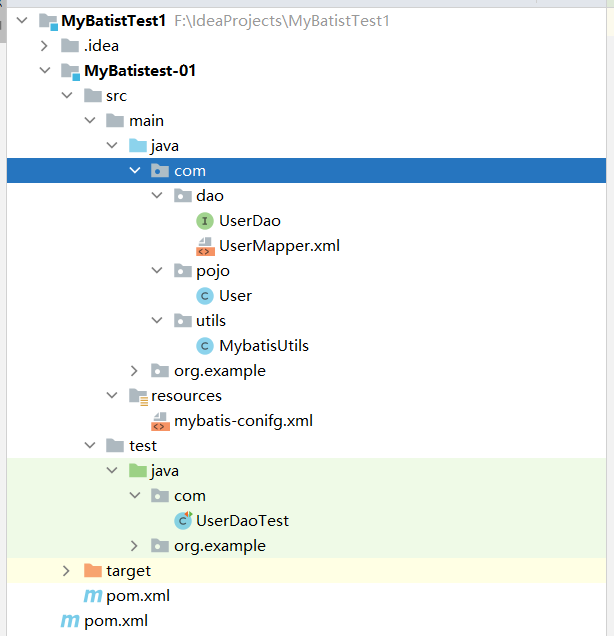 MyBatistTest1 F:\IdeaProjects\MyBatistTest1
.idea
MyBatistest-01
src
main
java
com
dao
UserDao
UserMapper.xml
pojo
User
utils
MybatisUtils
org.example
resources
mybatis-conifg.xml
test
java
com
UserDaoTest
org.example
target
pom.xml
pom.xml